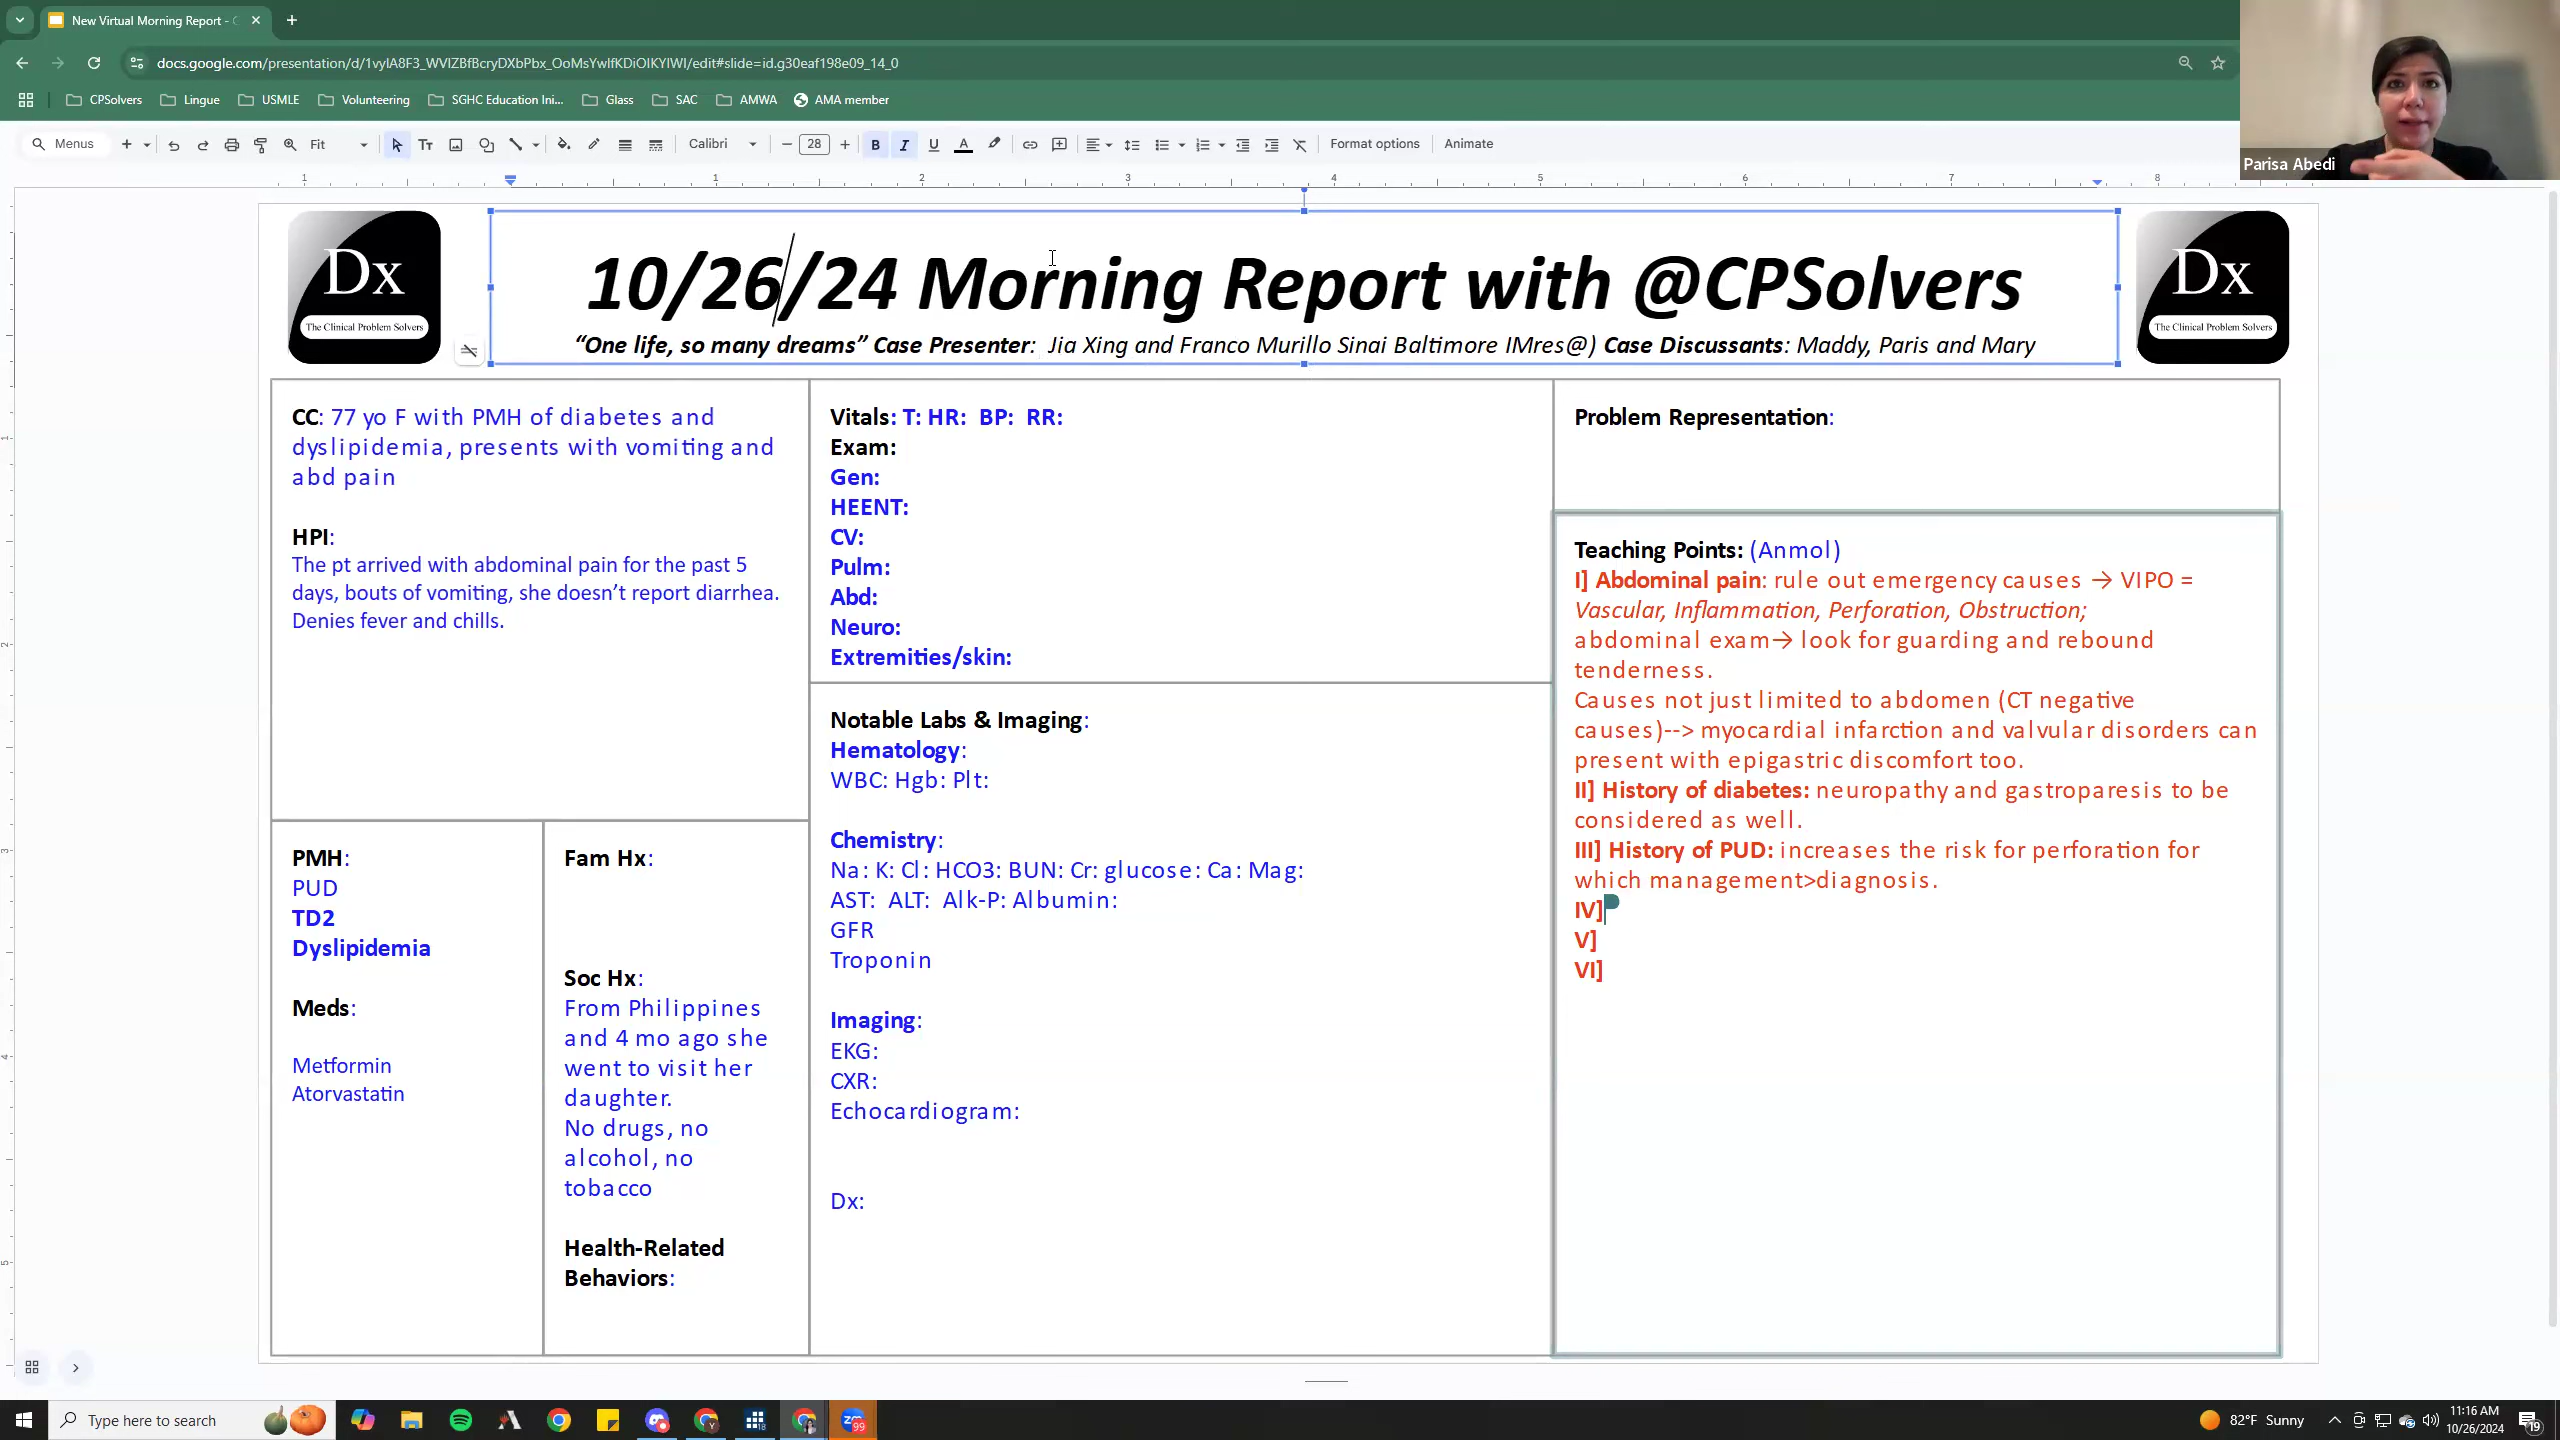 New Virtual Morning Report - C
docs.google.com/presentation/d/1vylA8F3_WVIZBfBcryDXbPbx_OoMsYwIfKDiOIKYIWI/edit#slide=id.g30eaf198e09_14_0
CPSolvers Lingue USMLE Volunteering SGHC Education Ini... Glass SAC AMWA AMA member
Menus Fit Calibri 28 B I U A Format options Animate
Parisa Abedi
1 1 2 3 4 5 6 7 8
Dx
The Clinical Problem Solvers
10/26/24 Morning Report with @CPSolvers
“One life, so many dreams” Case Presenter: Jia Xing and Franco Murillo Sinai Baltimore IMres@) Case Discussants: Maddy, Paris and Mary
Dx
The Clinical Problem Solvers
CC: 77 yo F with PMH of diabetes and
dyslipidemia, presents with vomiting and
abd pain
HPI:
The pt arrived with abdominal pain for the past 5
days, bouts of vomiting, she doesn’t report diarrhea.
Denies fever and chills.
PMH:
PUD
TD2
Dyslipidemia
Meds:
Metformin
Atorvastatin
Fam Hx:
Soc Hx:
From Philippines
and 4 mo ago she
went to visit her
daughter.
No drugs, no
alcohol, no
tobacco
Health-Related
Behaviors:
Vitals: T: HR: BP: RR:
Exam:
Gen:
HEENT:
CV:
Pulm:
Abd:
Neuro:
Extremities/skin:
Notable Labs & Imaging:
Hematology:
WBC: Hgb: Plt:
Chemistry:
Na: K: Cl: HCO3: BUN: Cr: glucose: Ca: Mag:
AST: ALT: Alk-P: Albumin:
GFR
Troponin
Imaging:
EKG:
CXR:
Echocardiogram:
Dx:
Problem Representation:
Teaching Points: (Anmol)
I] Abdominal pain: rule out emergency causes → VIPO =
Vascular, Inflammation, Perforation, Obstruction;
abdominal exam→ look for guarding and rebound
tenderness.
Causes not just limited to abdomen (CT negative
causes)--> myocardial infarction and valvular disorders can
present with epigastric discomfort too.
II] History of diabetes: neuropathy and gastroparesis to be
considered as well.
III] History of PUD: increases the risk for perforation for
which management>diagnosis.
IV]
V]
VI]
Type here to search
82°F Sunny
11:16 AM
10/26/2024